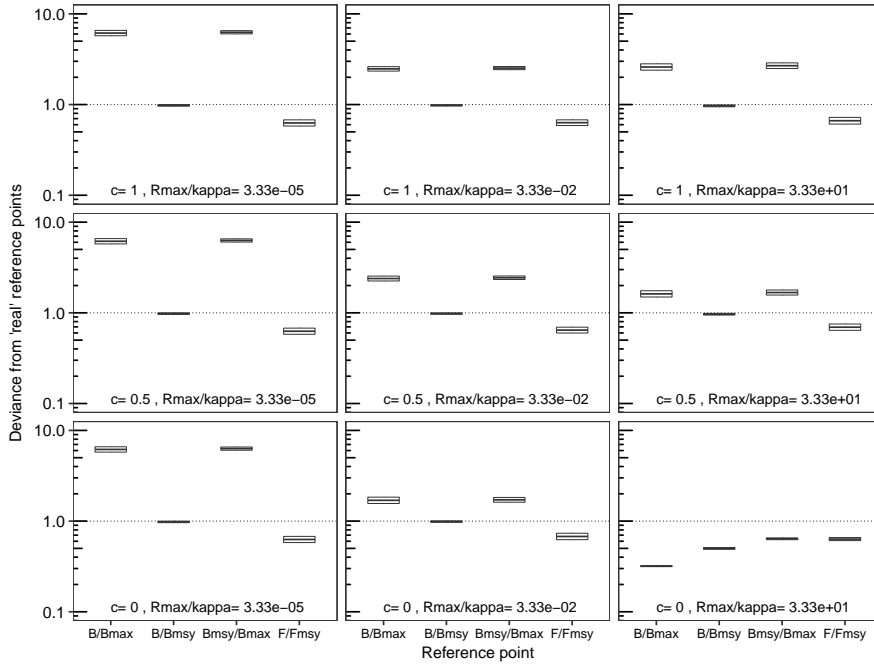 Deviance from 'real' reference points
10.0
1.0
0.1
c= 1 , Rmax/kappa= 3.33e−05
c= 1 , Rmax/kappa= 3.33e−02
c= 1 , Rmax/kappa= 3.33e+01
10.0
1.0
0.1
c= 0.5 , Rmax/kappa= 3.33e−05
c= 0.5 , Rmax/kappa= 3.33e−02
c= 0.5 , Rmax/kappa= 3.33e+01
10.0
1.0
0.1
c= 0 , Rmax/kappa= 3.33e−05
c= 0 , Rmax/kappa= 3.33e−02
c= 0 , Rmax/kappa= 3.33e+01
B/Bmax B/Bmsy Bmsy/Bmax F/Fmsy
B/Bmax B/Bmsy Bmsy/Bmax F/Fmsy
B/Bmax B/Bmsy Bmsy/Bmax F/Fmsy
Reference point